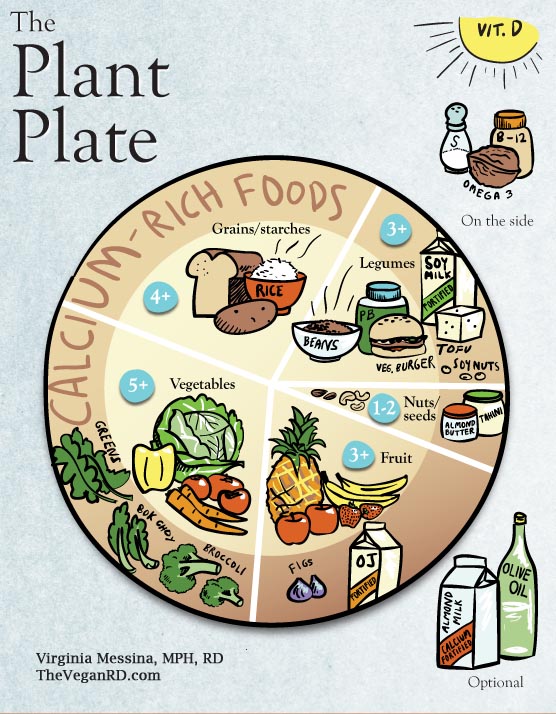 The
Plant
Plate
VIT. D
S
B-12
OMEGA 3
On the side
CALCIUM-RICH FOODS
Grains/starches
4+
RICE
3+
Legumes
SOY
MILK
FORTIFIED
PB
BEANS
VEG. BURGER
TOFU
SOYNUTS
5+
Vegetables
1-2
Nuts/
seeds
ALMOND
BUTTER
TAHINI
GREENS
BOK CHOY
BROCCOLI
3+
Fruit
FIGS
OJ
FORTIFIED
ALMOND
MILK
CALCIUM
FORTIFIED
OLIVE
OIL
Optional
Virginia Messina, MPH, RD
TheVeganRD.com